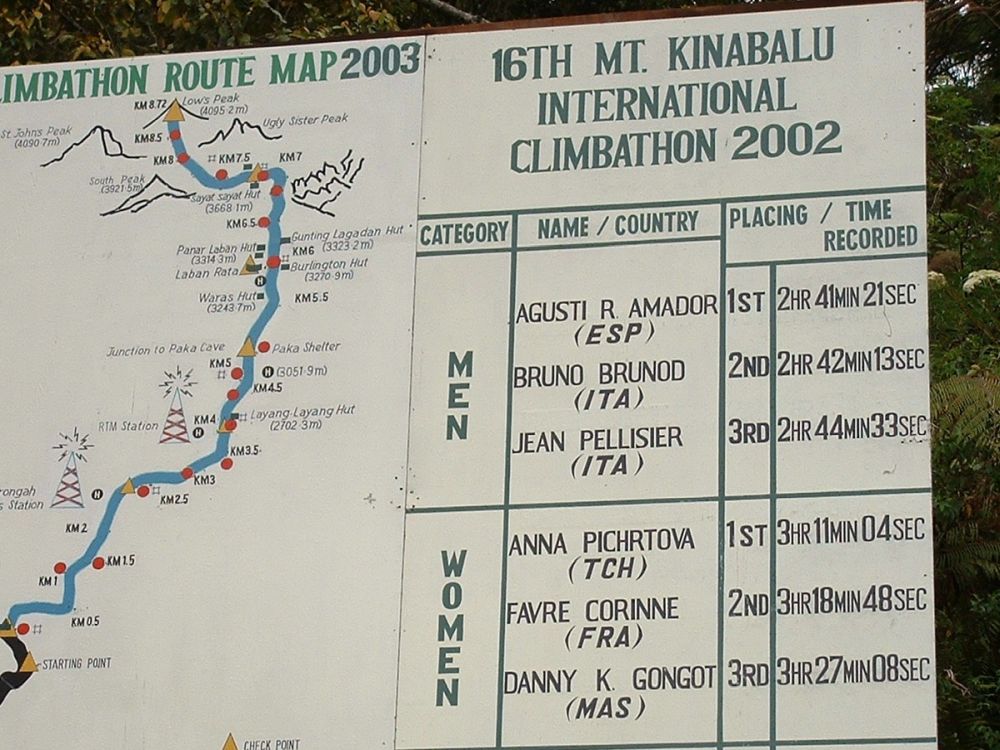 LIMBATHON ROUTE MAP 2003
KM 8.72
Low's Peak
(4095·2m)
St John's Peak
(4090·7m)
Ugly Sister Peak
KM8.5
KM8
KM7.5
KM7
South Peak
(3921·5m)
Sayat sayat Hut
(3668·1m)
KM6.5
Gunting Lagadan Hut
(3323·2m)
Panar Laban Hut
(3314·3m)
KM6
Laban Rata
Burlington Hut
(3270·9m)
H
Waras Hut
(3243·7m)
KM5.5
Junction to Paka Cave
Paka Shelter
KM5
H (3051·9m)
KM4.5
KM4
Layang-Layang Hut
(2702·3m)
RTM Station
H
KM3.5
KM3
H
KM2.5
Station
KM 2
KM1.5
KM1
KM 0.5
STARTING POINT
CHECK POINT
16TH MT. KINABALU
INTERNATIONAL
CLIMBATHON 2002
CATEGORY NAME / COUNTRY PLACING / TIME
RECORDED
MEN
AGUSTI R. AMADOR 1ST 2HR 41MIN 21SEC
(ESP)
BRUNO BRUNOD 2ND 2HR 42MIN 13SEC
(ITA)
JEAN PELLISIER 3RD 2HR 44MIN 33SEC
(ITA)
WOMEN
ANNA PICHRTOVA 1ST 3HR 11MIN 04SEC
(TCH)
FAVRE CORINNE 2ND 3HR 18MIN 48SEC
(FRA)
DANNY K. GONGOT 3RD 3HR 27MIN 08SEC
(MAS)